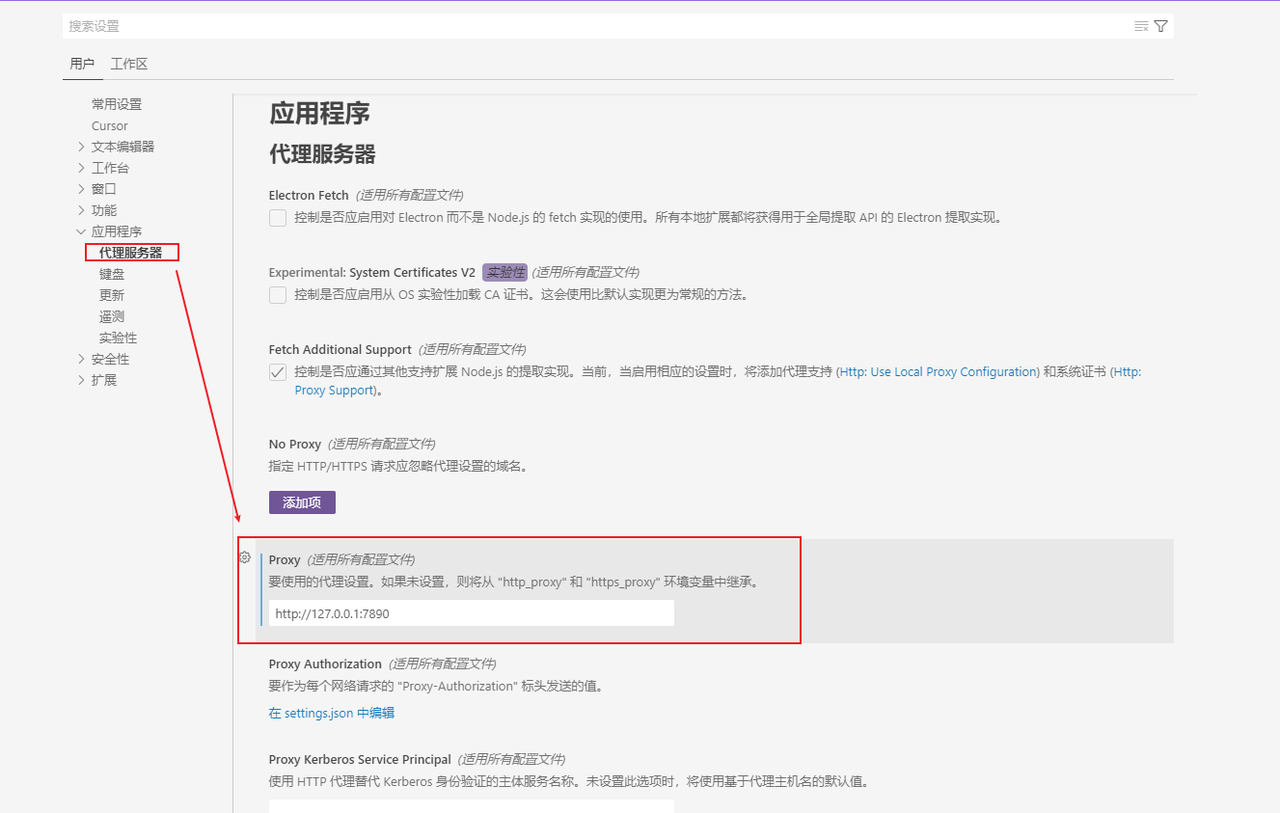 搜索设置
用户 工作区
常用设置
Cursor
文本编辑器
工作台
窗口
功能
应用程序
代理服务器
键盘
更新
遥测
实验性
安全性
扩展
应用程序
代理服务器
Electron Fetch (适用所有配置文件)
控制是否应启用对 Electron 而不是 Node.js 的 fetch 实现的使用。所有本地扩展都将获得用于全局提取 API 的 Electron 提取实现。
Experimental: System Certificates V2 实验性 (适用所有配置文件)
控制是否应启用从 OS 实验性加载 CA 证书。这会使用比默认实现更为常规的方法。
Fetch Additional Support (适用所有配置文件)
控制是否应通过其他支持扩展 Node.js 的提取实现。当前，当启用相应的设置时，将添加代理支持 (Http: Use Local Proxy Configuration) 和系统证书 (Http:
Proxy Support)。
No Proxy (适用所有配置文件)
指定 HTTP/HTTPS 请求应忽略代理设置的域名。
添加项
Proxy (适用所有配置文件)
要使用的代理设置。如果未设置，则将从 "http_proxy" 和 "https_proxy" 环境变量中继承。
http://127.0.0.1:7890
Proxy Authorization (适用所有配置文件)
要作为每个网络请求的 "Proxy-Authorization" 标头发送的值。
在 settings.json 中编辑
Proxy Kerberos Service Principal (适用所有配置文件)
使用 HTTP 代理替代 Kerberos 身份验证的主体服务名称。未设置此选项时，将使用基于代理主机名的默认值。